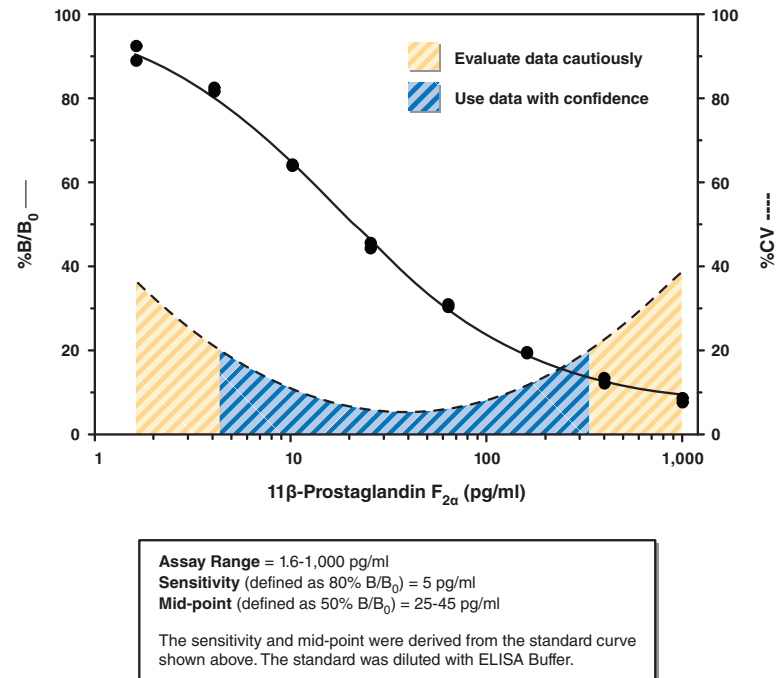 100
80
60
40
20
0
%B/B0 ——
Evaluate data cautiously
Use data with confidence
100
80
60
40
20
0
%CV ----
1
10
100
1,000
11β-Prostaglandin F2α (pg/ml)
Assay Range = 1.6-1,000 pg/ml
Sensitivity (defined as 80% B/B0) = 5 pg/ml
Mid-point (defined as 50% B/B0) = 25-45 pg/ml
The sensitivity and mid-point were derived from the standard curve
shown above. The standard was diluted with ELISA Buffer.